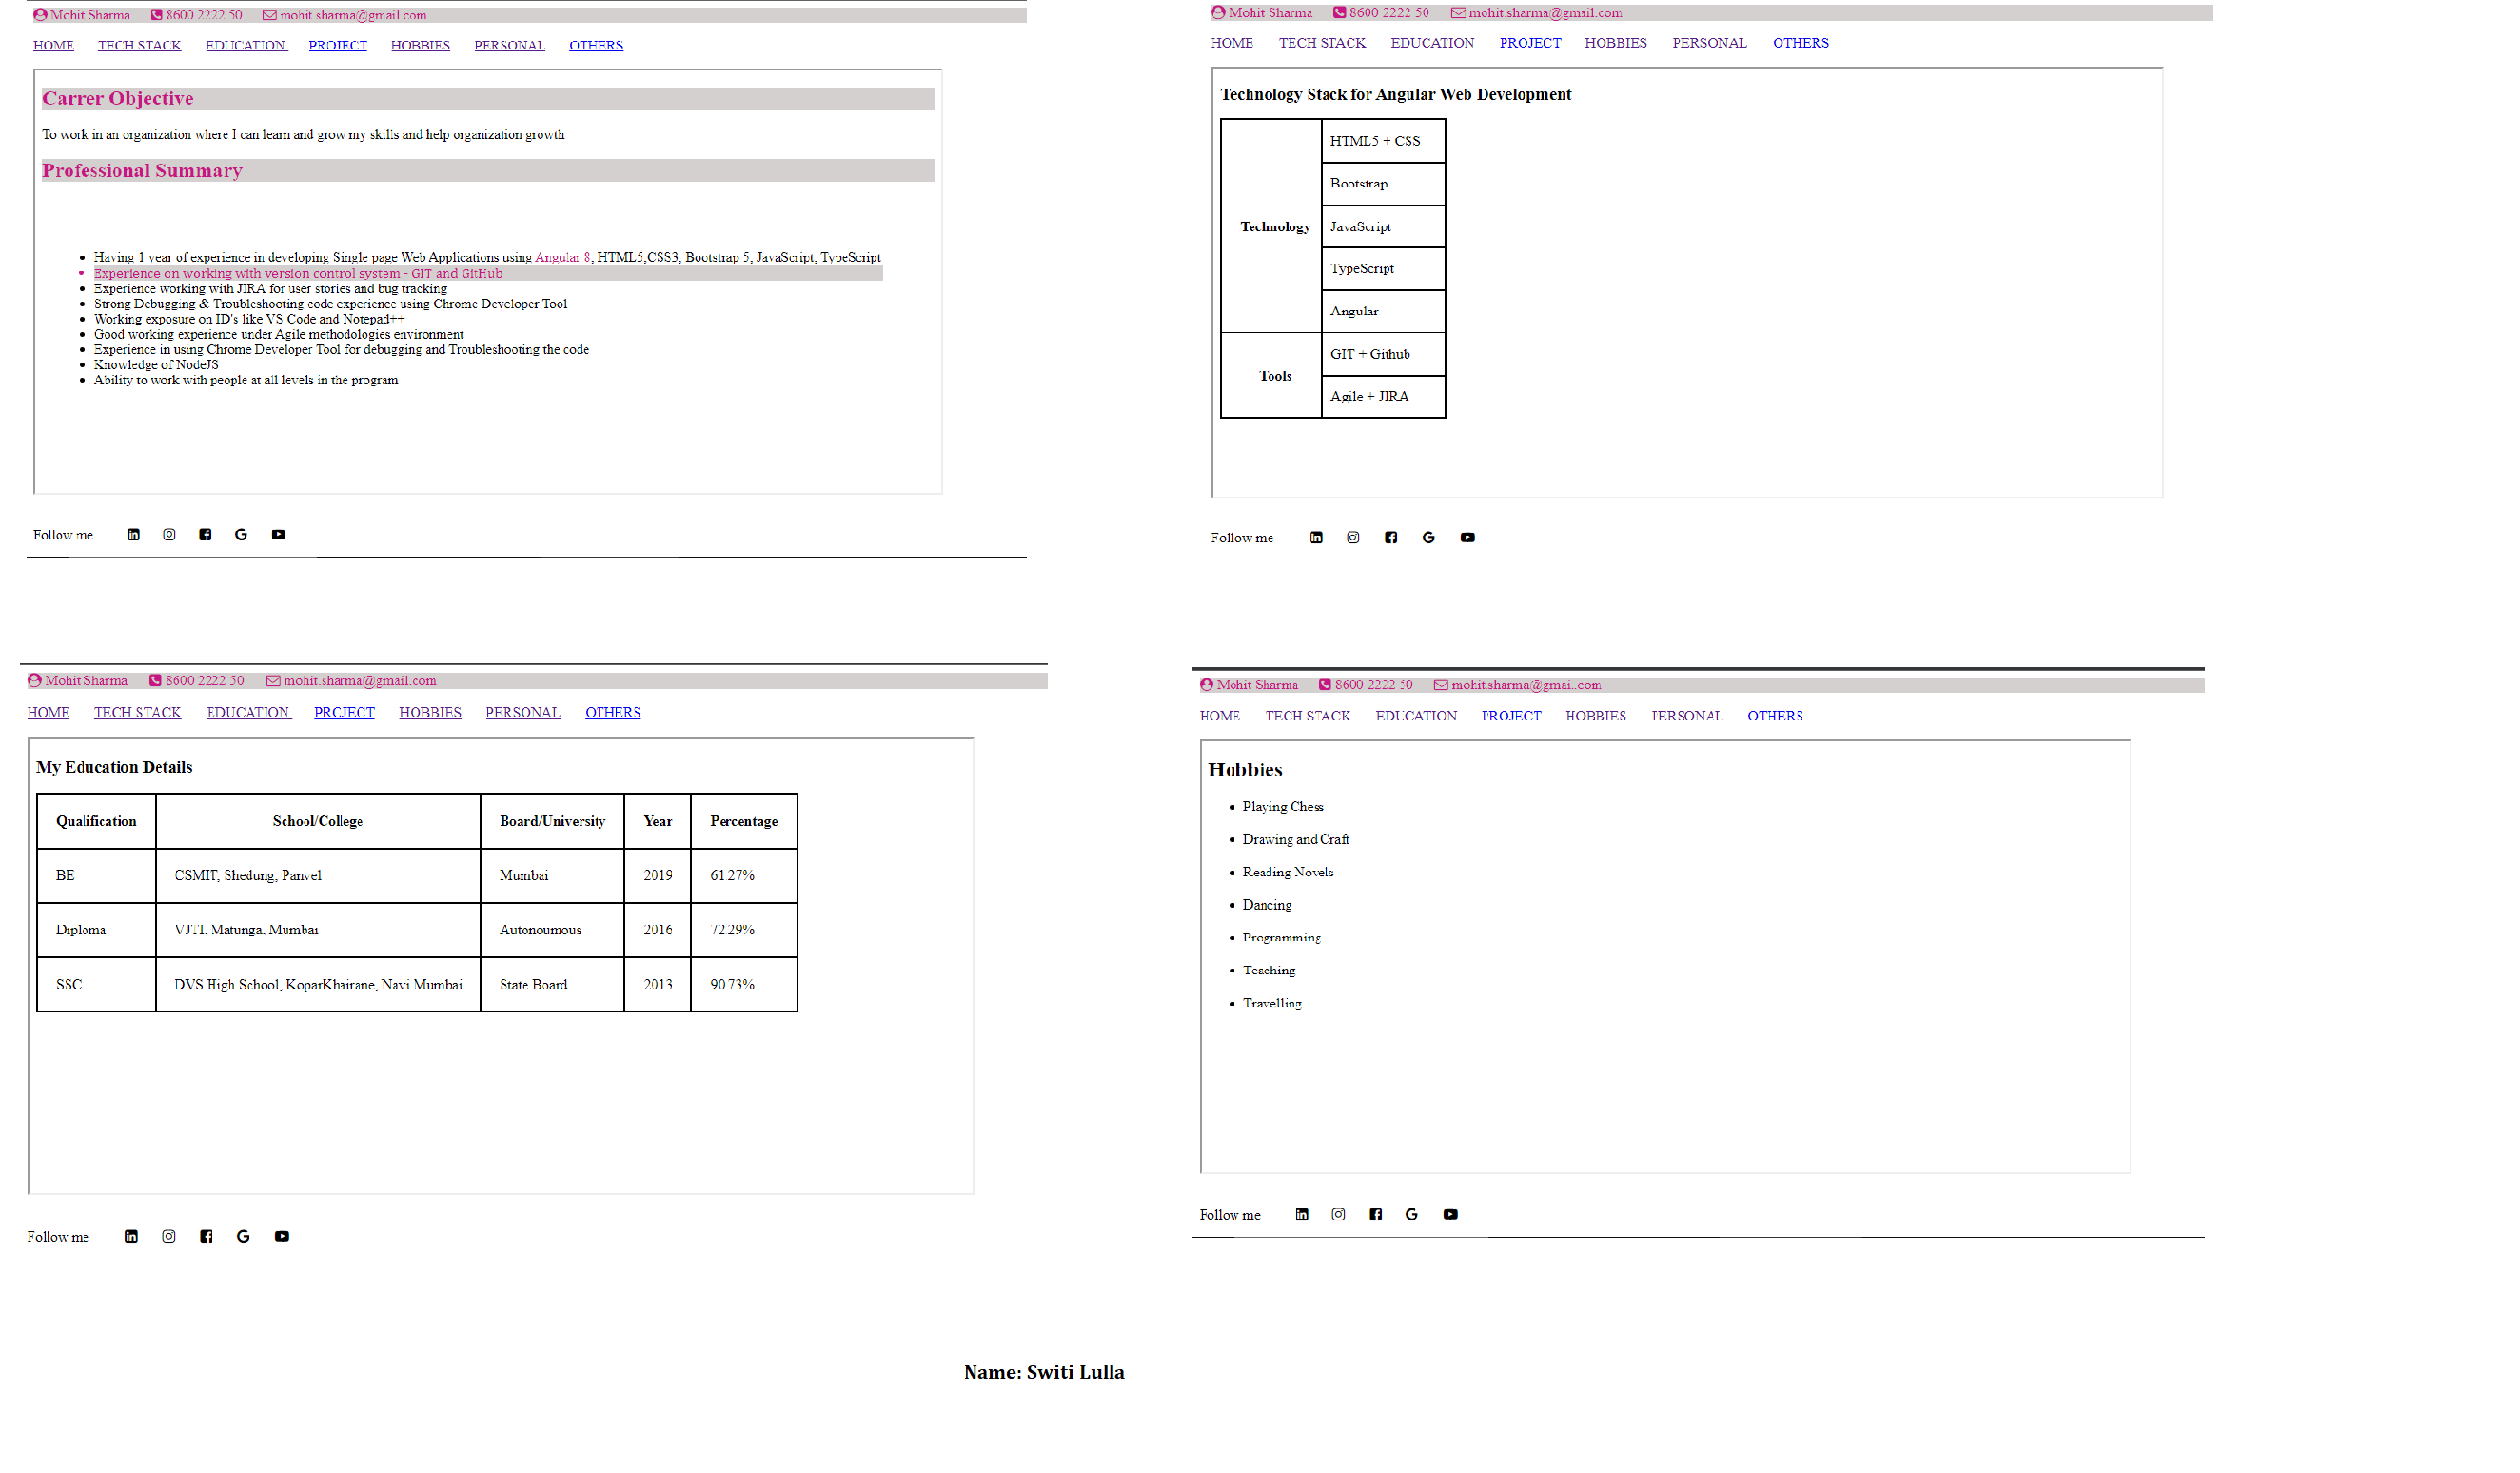 Mohit Sharma 8600 2222 50 mohit.sharma@gmail.com
HOME TECH STACK EDUCATION PROJECT HOBBIES PERSONAL OTHERS
Carrer Objective
To work in an organization where I can learn and grow my skills and help organization growth
Professional Summary
Having 1 year of experience in developing Single page Web Applications using Angular 8, HTML5,CSS3, Bootstrap 5, JavaScript, TypeScript
Experience on working with version control system - GIT and GitHub
Experience working with JIRA for user stories and bug tracking
Strong Debugging & Troubleshooting code experience using Chrome Developer Tool
Working exposure on ID's like VS Code and Notepad++
Good working experience under Agile methodologies environment
Experience in using Chrome Developer Tool for debugging and Troubleshooting the code
Knowledge of NodeJS
Ability to work with people at all levels in the program
Follow me
Mohit Sharma 8600 2222 50 mohit.sharma@gmail.com
HOME TECH STACK EDUCATION PROJECT HOBBIES PERSONAL OTHERS
Technology Stack for Angular Web Development
HTML5 + CSS
Bootstrap
Technology JavaScript
TypeScript
Angular
GIT + Github
Tools
Agile + JIRA
Follow me
Mohit Sharma 8600 2222 50 mohit.sharma@gmail.com
HOME TECH STACK EDUCATION PROJECT HOBBIES PERSONAL OTHERS
My Education Details
Qualification School/College Board/University Year Percentage
BE CSMIT, Shedung, Panvel Mumbai 2019 61.27%
Diploma VJTI, Matunga, Mumbai Autonoumous 2016 72.29%
SSC DVS High School, KoparKhairane, Navi Mumbai State Board 2013 90.73%
Follow me
Mohit Sharma 8600 2222 50 mohit.sharma@gmail.com
HOME TECH STACK EDUCATION PROJECT HOBBIES PERSONAL OTHERS
Hobbies
Playing Chess
Drawing and Craft
Reading Novels
Dancing
Programming
Teaching
Travelling
Follow me
Name: Switi Lulla